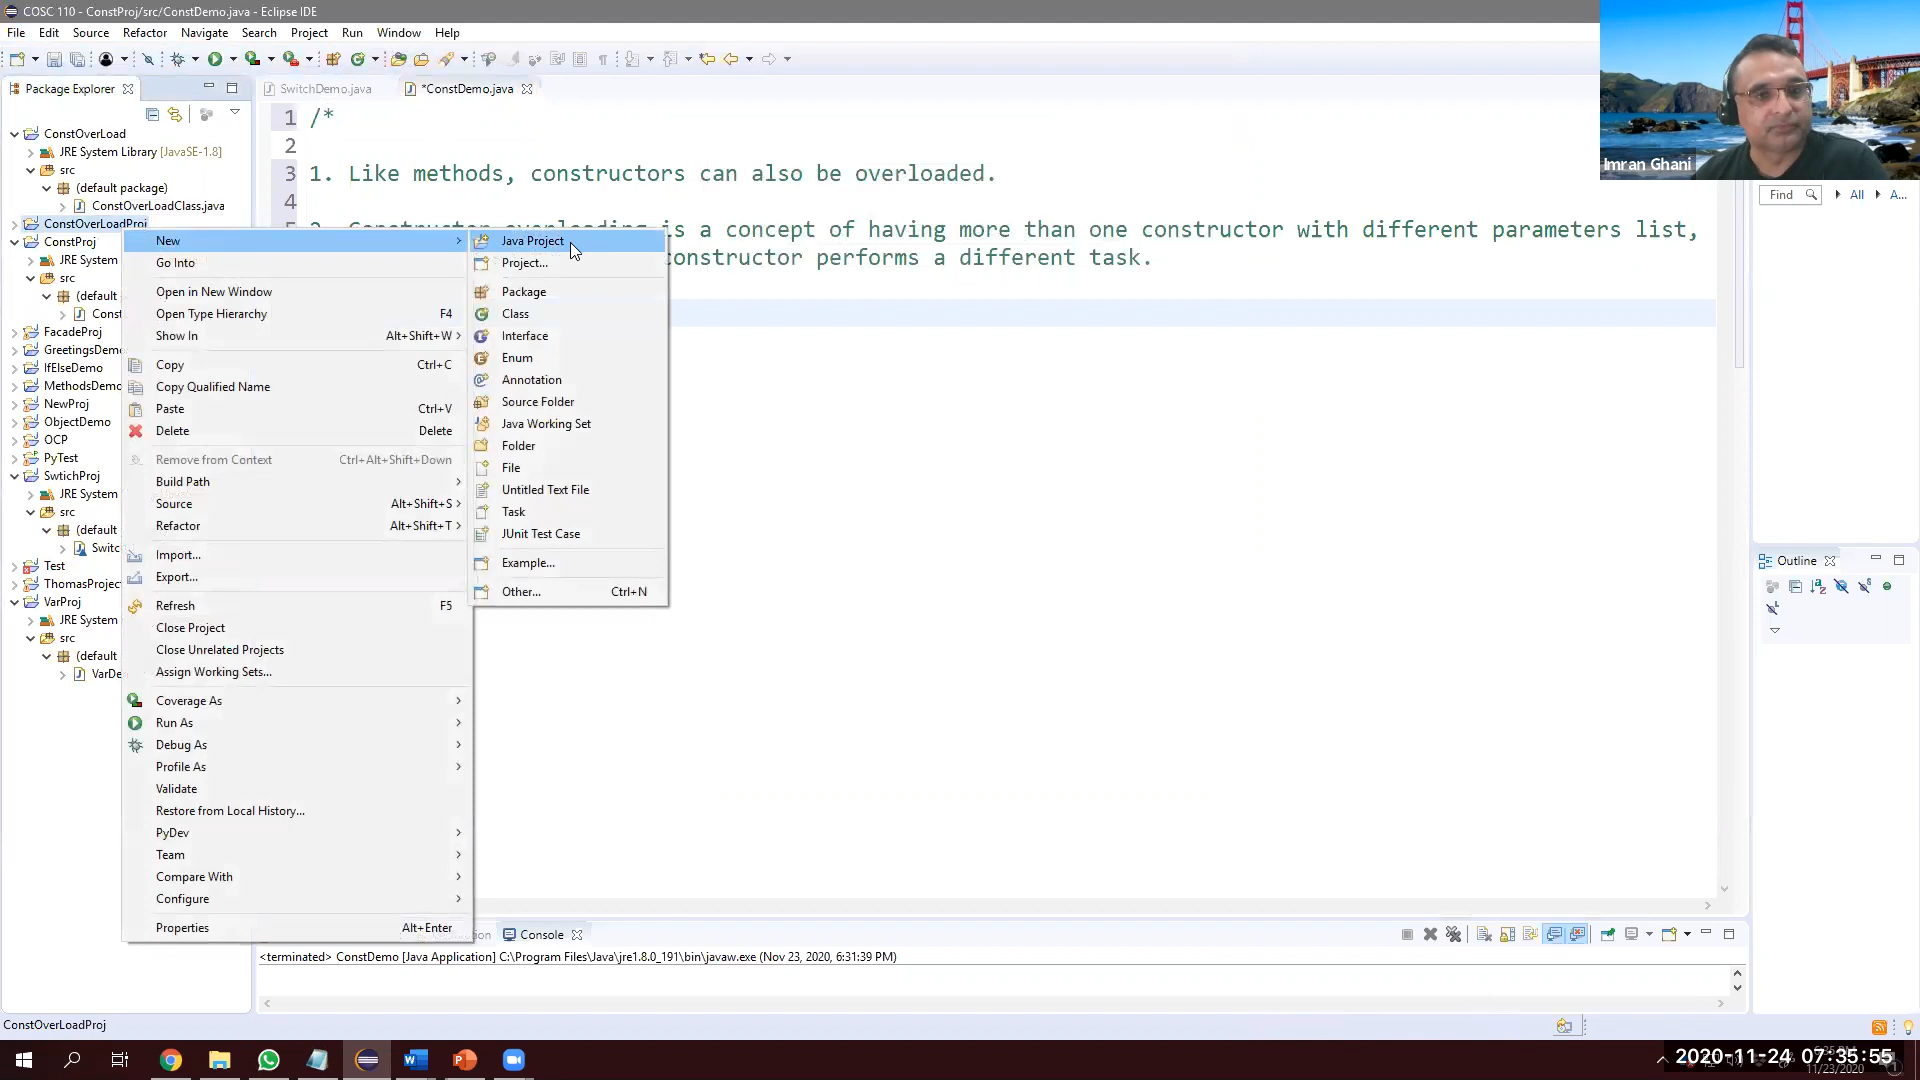 COSC 110 - ConstProj/src/ConstDemo.java - Eclipse IDE
File Edit Source Refactor Navigate Search Project Run Window Help
Package Explorer
SwitchDemo.java
*ConstDemo.java
ConstOverLoad
JRE System Library [JavaSE-1.8]
src
(default package)
ConstOverLoadClass.java
ConstOverLoadProj
ConstProj
JRE System
src
(default
Const
FacadeProj
GreetingsDemo
IfElseDemo
MethodsDemo
NewProj
ObjectDemo
OCP
PyTest
SwtichProj
JRE System
src
(default
Switc
Test
ThomasProject
VarProj
JRE System
src
(default
VarDe
1 /*
2
3 1. Like methods, constructors can also be overloaded.
4
is a concept of having more than one constructor with different parameters list,
constructor performs a different task.
New
Go Into
Open in New Window
Open Type Hierarchy F4
Show In Alt+Shift+W
Copy Ctrl+C
Copy Qualified Name
Paste Ctrl+V
Delete Delete
Remove from Context Ctrl+Alt+Shift+Down
Build Path
Source Alt+Shift+S
Refactor Alt+Shift+T
Import...
Export...
Refresh F5
Close Project
Close Unrelated Projects
Assign Working Sets...
Coverage As
Run As
Debug As
Profile As
Validate
Restore from Local History...
PyDev
Team
Compare With
Configure
Properties Alt+Enter
Java Project
Project...
Package
Class
Interface
Enum
Annotation
Source Folder
Java Working Set
Folder
File
Untitled Text File
Task
JUnit Test Case
Example...
Other... Ctrl+N
Imran Ghani
Find All A...
Outline
Console
<terminated> ConstDemo [Java Application] C:\Program Files\Java\jre1.8.0_191\bin\javaw.exe (Nov 23, 2020, 6:31:39 PM)
ConstOverLoadProj
2020-11-24 07:35:55
11/23/2020